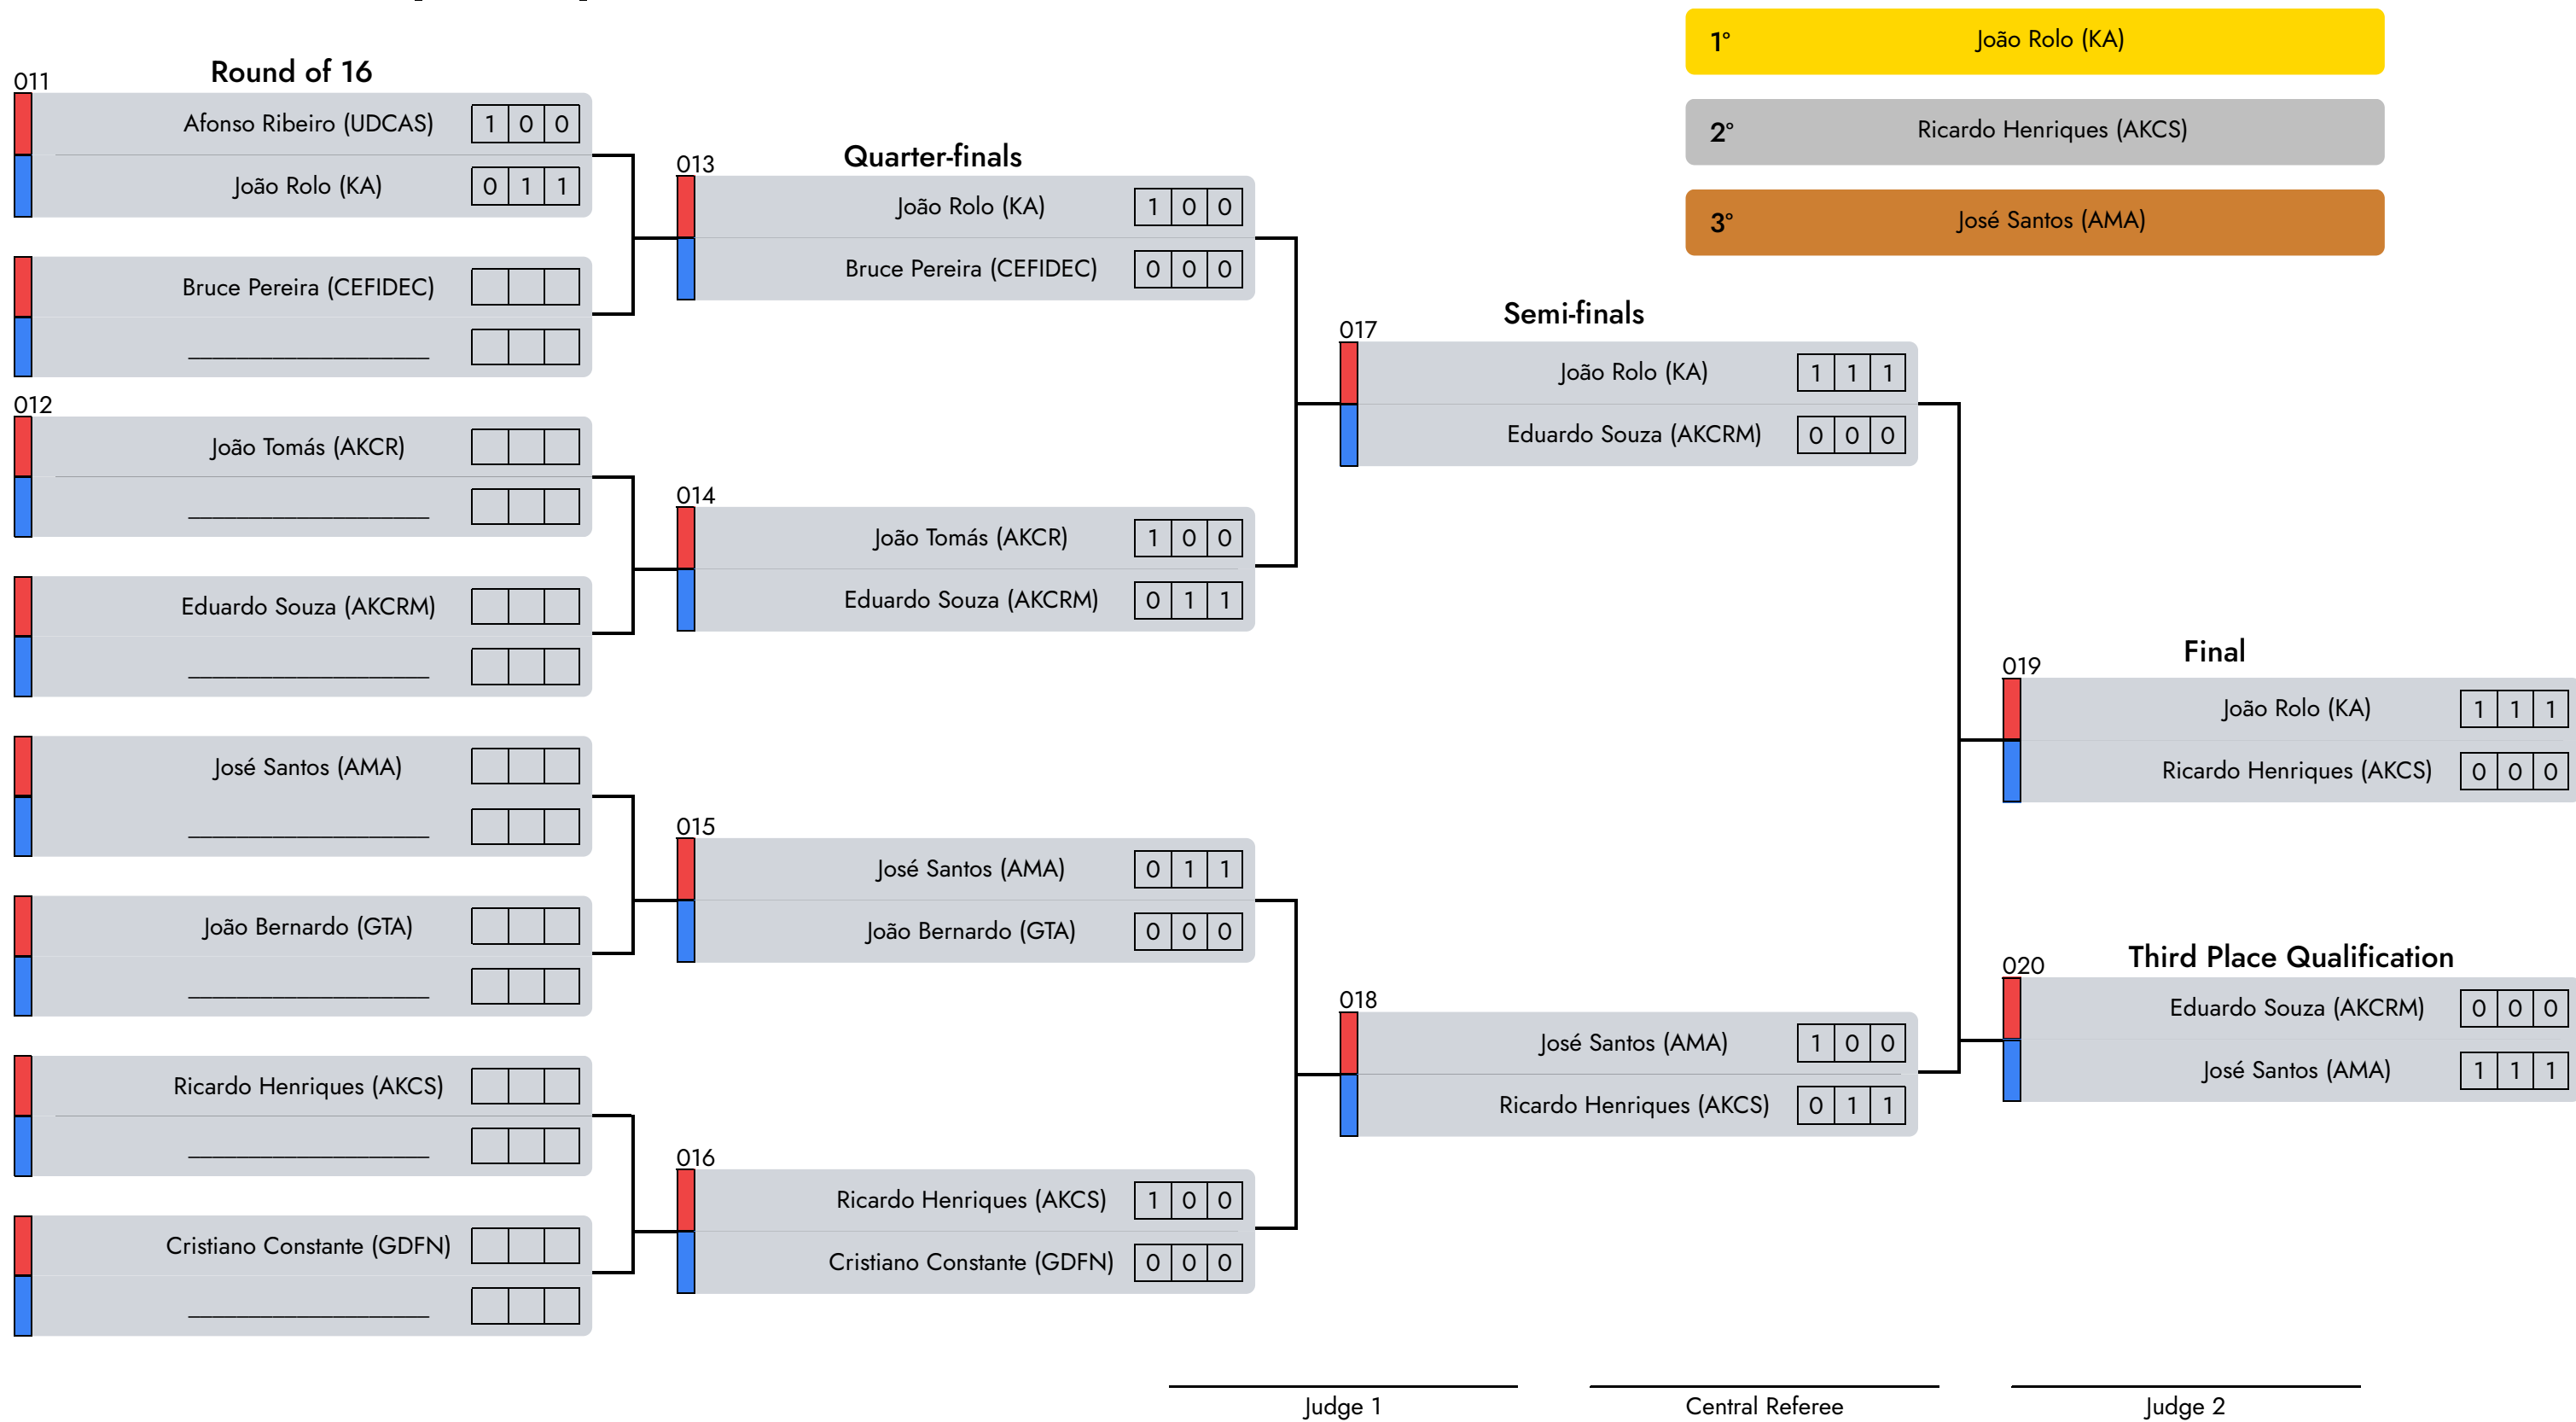 1° João Rolo (KA)
2° Ricardo Henriques (AKCS)
3° José Santos (AMA)
Round of 16
011
Afonso Ribeiro (UDCAS) 1 0 0
João Rolo (KA) 0 1 1
Bruce Pereira (CEFIDEC)
012
João Tomás (AKCR)
Eduardo Souza (AKCRM)
José Santos (AMA)
João Bernardo (GTA)
Ricardo Henriques (AKCS)
Cristiano Constante (GDFN)
Quarter-finals
013
João Rolo (KA) 1 0 0
Bruce Pereira (CEFIDEC) 0 0 0
014
João Tomás (AKCR) 1 0 0
Eduardo Souza (AKCRM) 0 1 1
015
José Santos (AMA) 0 1 1
João Bernardo (GTA) 0 0 0
016
Ricardo Henriques (AKCS) 1 0 0
Cristiano Constante (GDFN) 0 0 0
Semi-finals
017
João Rolo (KA) 1 1 1
Eduardo Souza (AKCRM) 0 0 0
018
José Santos (AMA) 1 0 0
Ricardo Henriques (AKCS) 0 1 1
Final
019
João Rolo (KA) 1 1 1
Ricardo Henriques (AKCS) 0 0 0
Third Place Qualification
020
Eduardo Souza (AKCRM) 0 0 0
José Santos (AMA) 1 1 1
Judge 1
Central Referee
Judge 2